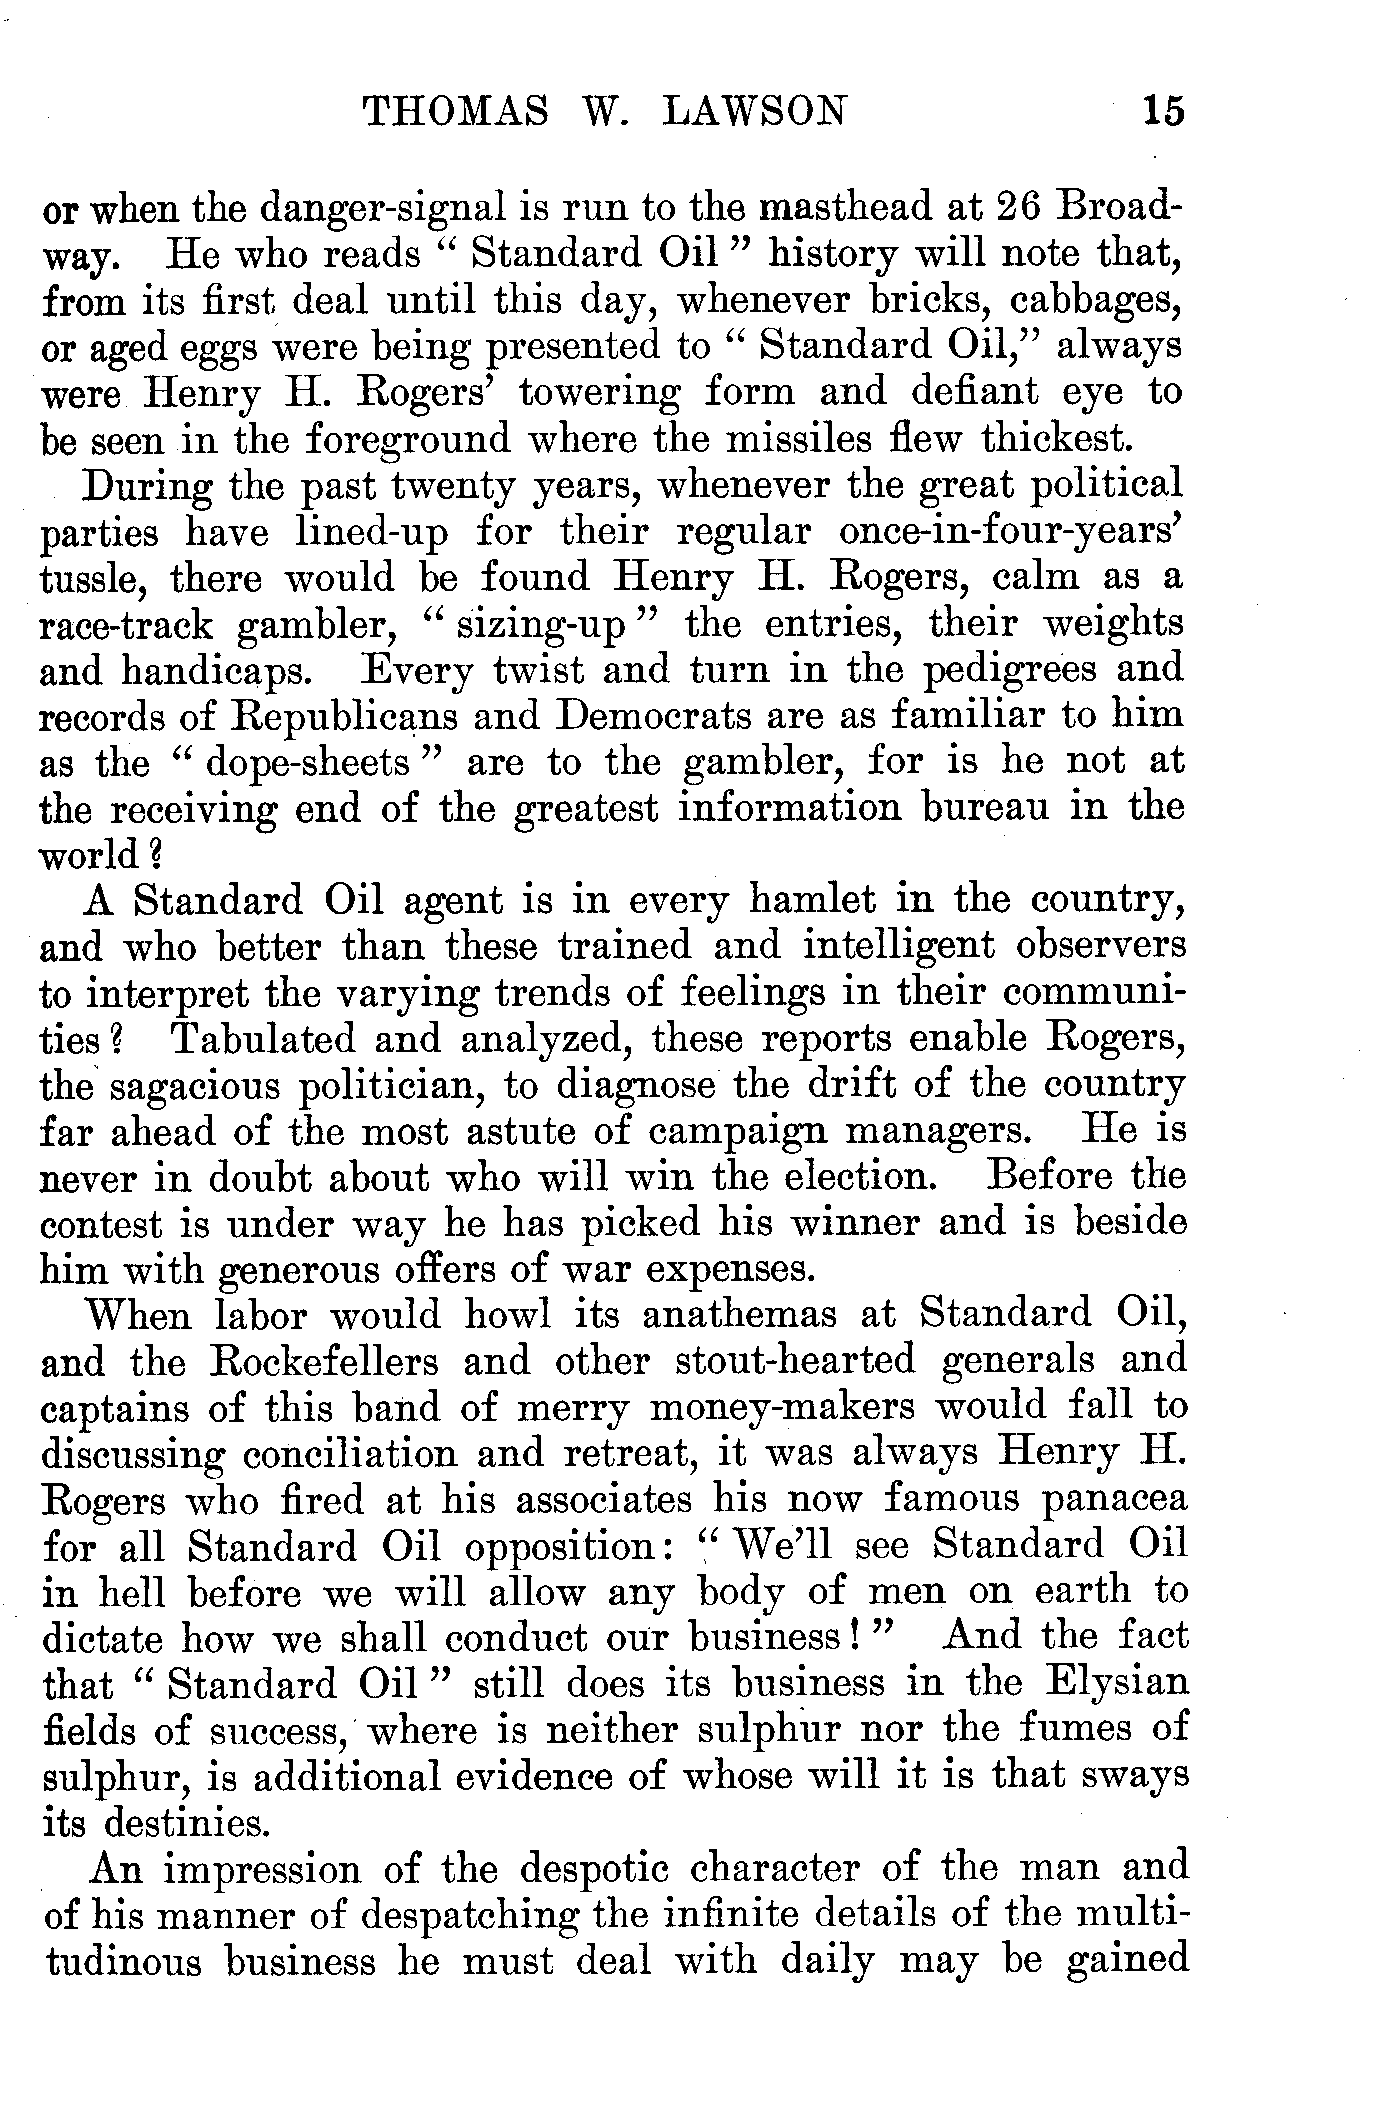 THOMAS W. LAWSON 15
or when the danger-signal is run to the masthead at 26 Broad-
way. He who reads “ Standard Oil ” history will note that,
from its first deal until this day, whenever bricks, cabbages,
or aged eggs were being presented to “ Standard Oil,” always
were Henry H. Rogers’ towering form and defiant eye to
be seen in the foreground where the missiles flew thickest.
During the past twenty years, whenever the great political
parties have lined-up for their regular once-in-four-years’
tussle, there would be found Henry H. Rogers, calm as a
race-track gambler, “ sizing-up ” the entries, their weights
and handicaps. Every twist and turn in the pedigrees and
records of Republicans and Democrats are as familiar to him
as the “ dope-sheets ” are to the gambler, for is he not at
the receiving end of the greatest information bureau in the
world ?
A Standard Oil agent is in every hamlet in the country,
and who better than these trained and intelligent observers
to interpret the varying trends of feelings in their communi-
ties ? Tabulated and analyzed, these reports enable Rogers,
the sagacious politician, to diagnose the drift of the country
far ahead of the most astute of campaign managers. He is
never in doubt about who will win the election. Before the
contest is under way he has picked his winner and is beside
him with generous offers of war expenses.
When labor would howl its anathemas at Standard Oil,
and the Rockefellers and other stout-hearted generals and
captains of this band of merry money-makers would fall to
discussing conciliation and retreat, it was always Henry H.
Rogers who fired at his associates his now famous panacea
for all Standard Oil opposition: “ We’ll see Standard Oil
in hell before we will allow any body of men on earth to
dictate how we shall conduct our business ! ” And the fact
that “ Standard Oil ” still does its business in the Elysian
fields of success, where is neither sulphur nor the fumes of
sulphur, is additional evidence of whose will it is that sways
its destinies.
An impression of the despotic character of the man and
of his manner of despatching the infinite details of the multi-
tudinous business he must deal with daily may be gained